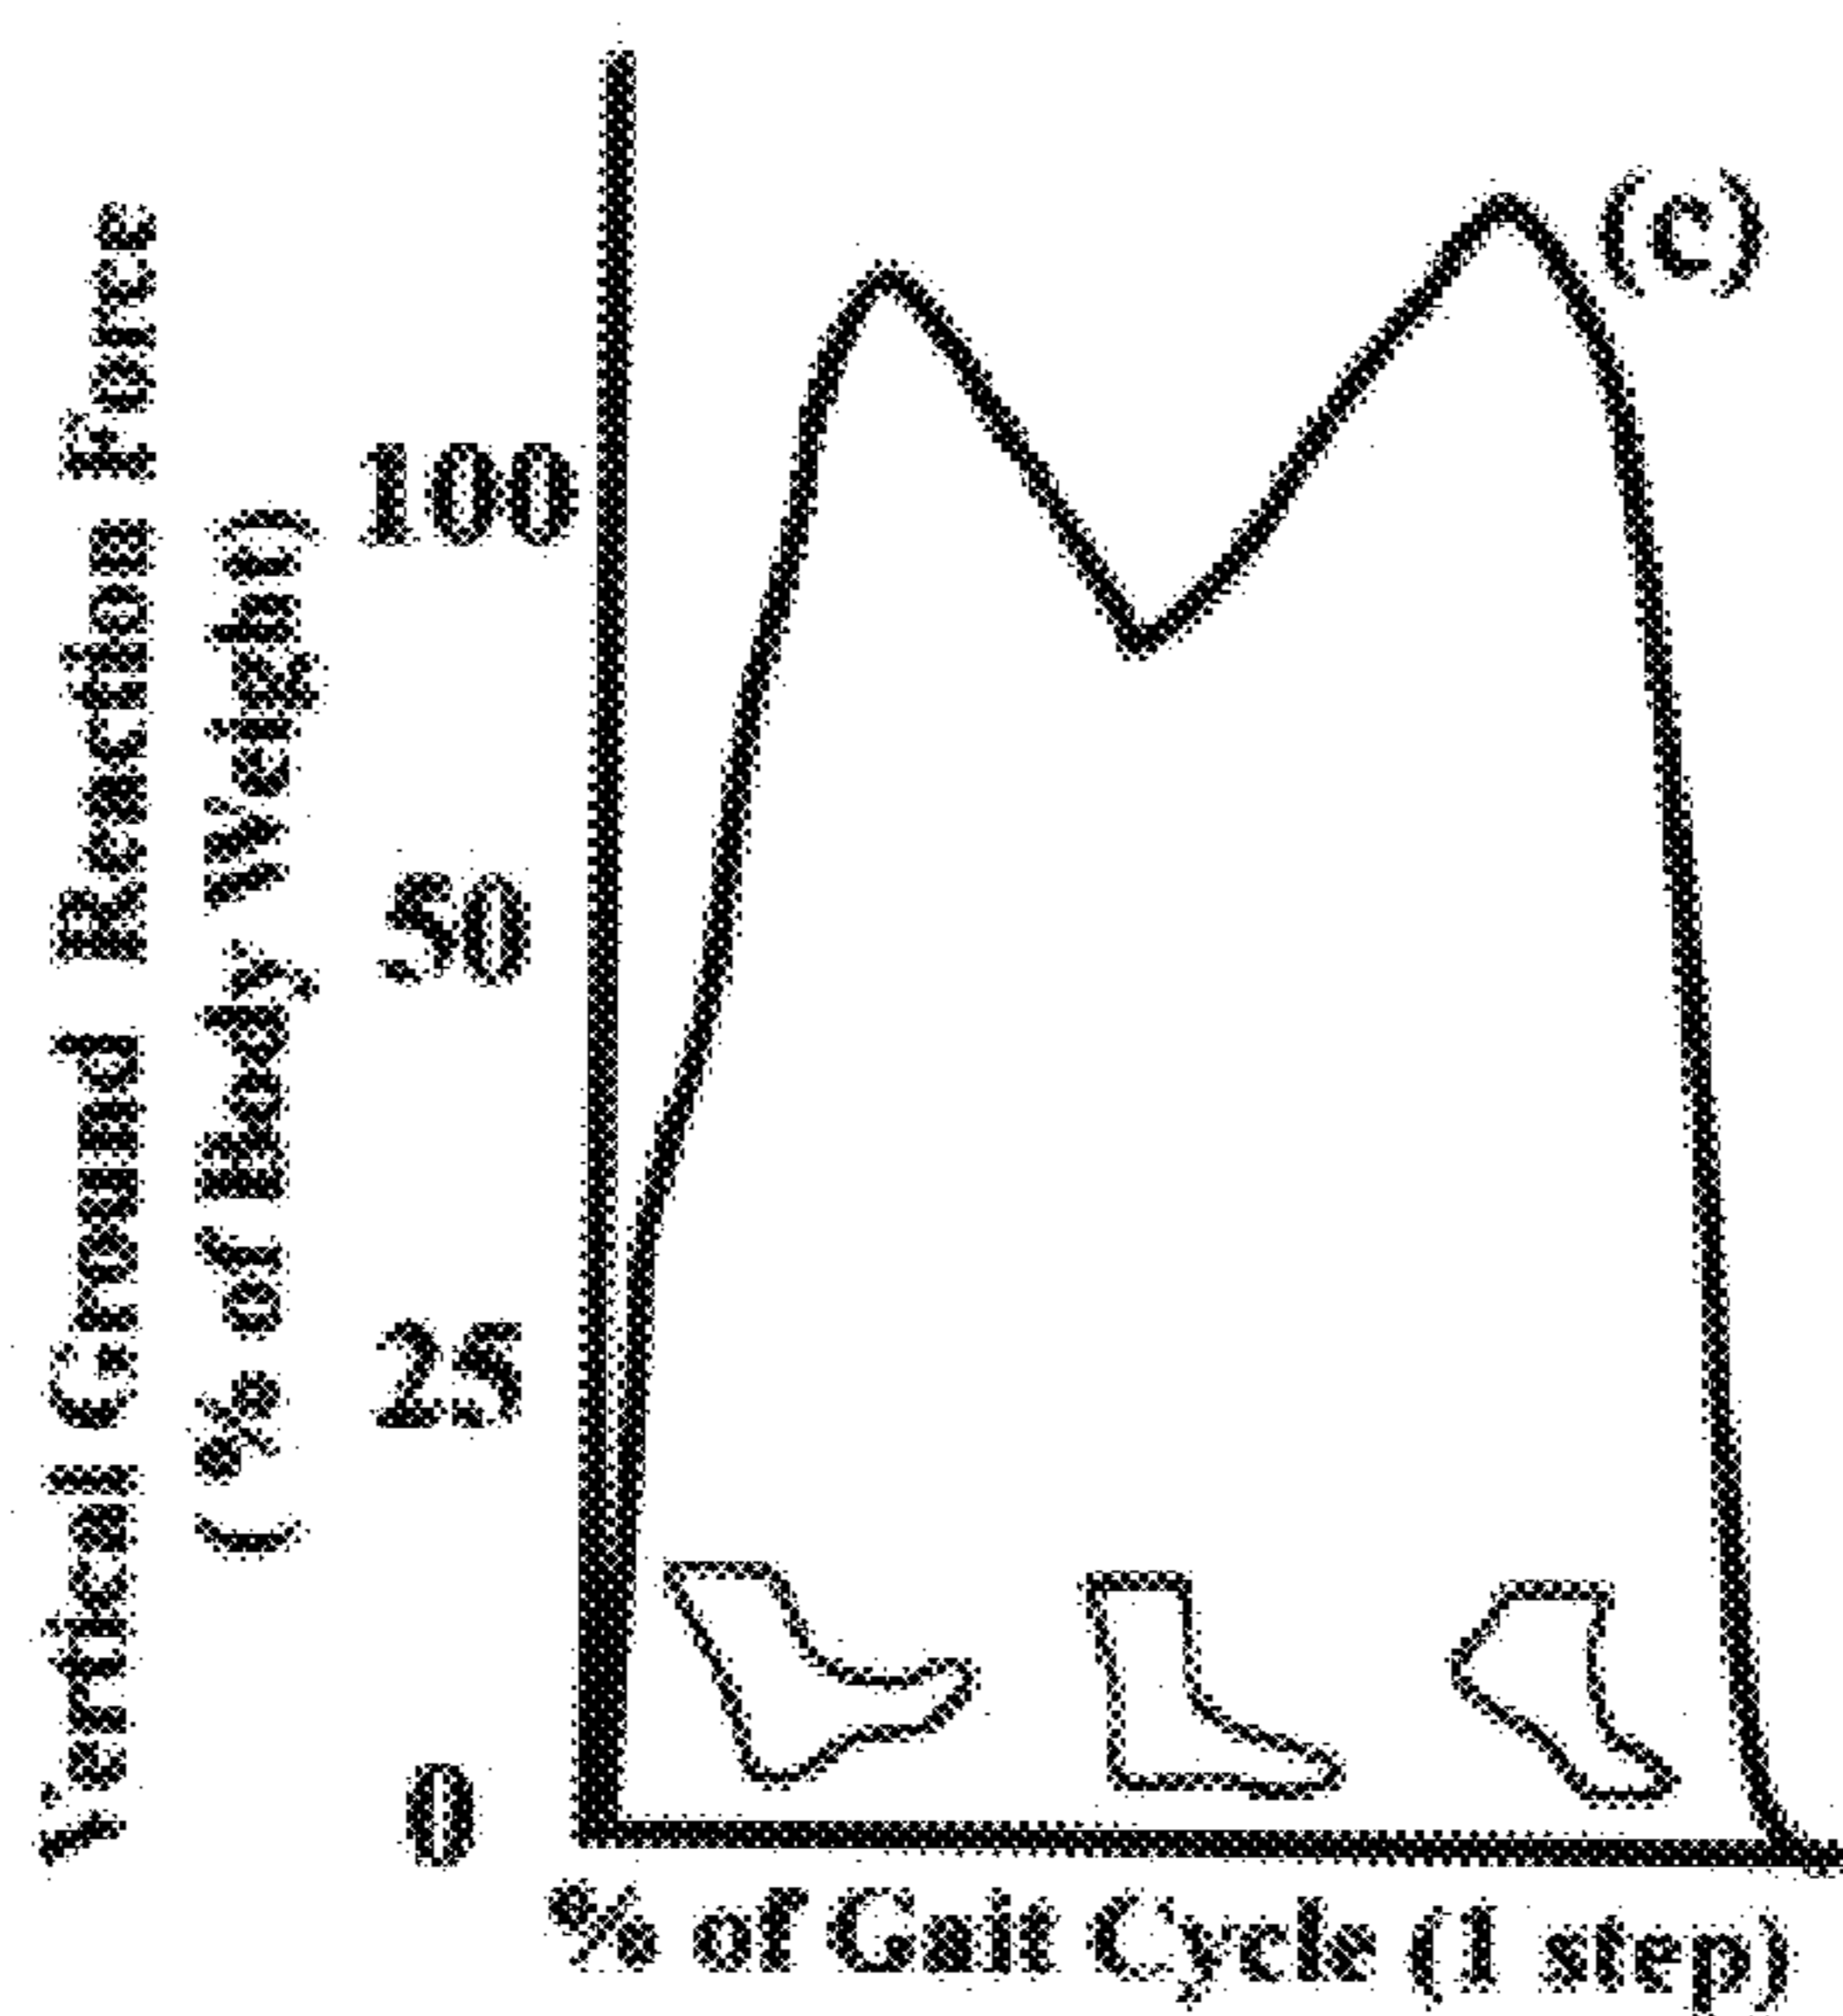 Vertical Ground Reaction Force
( % of Body Weight)
(c)
100
50
25
0
% of Gait Cycle (1 step)